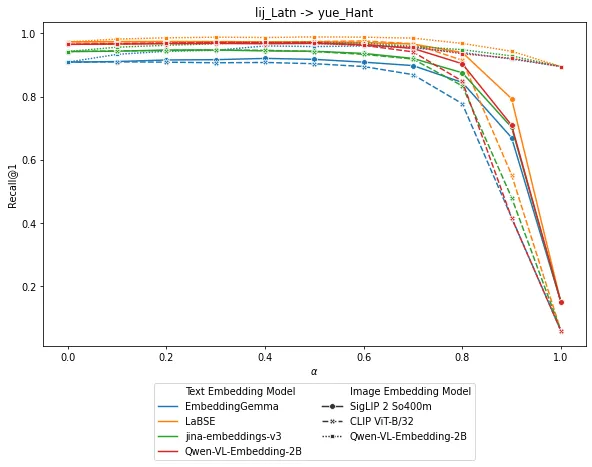 lij_Latn -> yue_Hant
1.0
0.8
0.6
0.4
0.2
Recall@1
0.0 0.2 0.4 0.6 0.8 1.0
α
Text Embedding Model
EmbeddingGemma
LaBSE
jina-embeddings-v3
Qwen-VL-Embedding-2B
Image Embedding Model
SigLIP 2 So400m
CLIP ViT-B/32
Qwen-VL-Embedding-2B